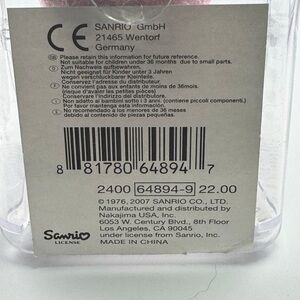 CE
SANRIO GmbH
21465 Wentorf
Germany
Please retain this information for future reference.
Not suitable for children under 36 months due to small parts.
Zum Nachweis aufbewahren.
Nicht geeignet für Kinder unter 3 Jahren
wegen verschluckbarer Kleinteile.
Conservez l'adresse du distributeur.
Ne convient pas aux enfants de moins de 36 mois.
(risque d'avaler les petites pièces)
Conservare l'indirizzo del distributore.
Non adatto ai bambini sotto i 3 anni. (contiene piccoli componenti.)
Por favor guarde esta información.
No recomendado a los menores de 36 meses
debido al contenido de piezas pequeñas.
8 81780 64894 7
2400 64894-9 22.00
© 1976, 2007 SANRIO CO., LTD.
Manufactured and distributed by
Nakajima USA, Inc.
6053 W. Century Blvd., 8th Floor
Los Angeles, CA 90045
under license from Sanrio, Inc.
MADE IN CHINA
Sanrio
LICENSE